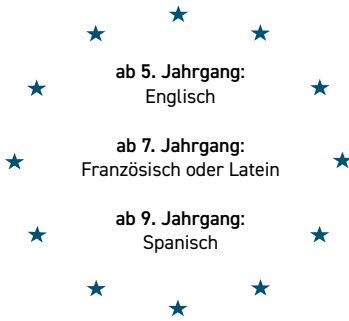 ab 5. Jahrgang:
Englisch
ab 7. Jahrgang:
Französisch oder Latein
ab 9. Jahrgang:
Spanisch